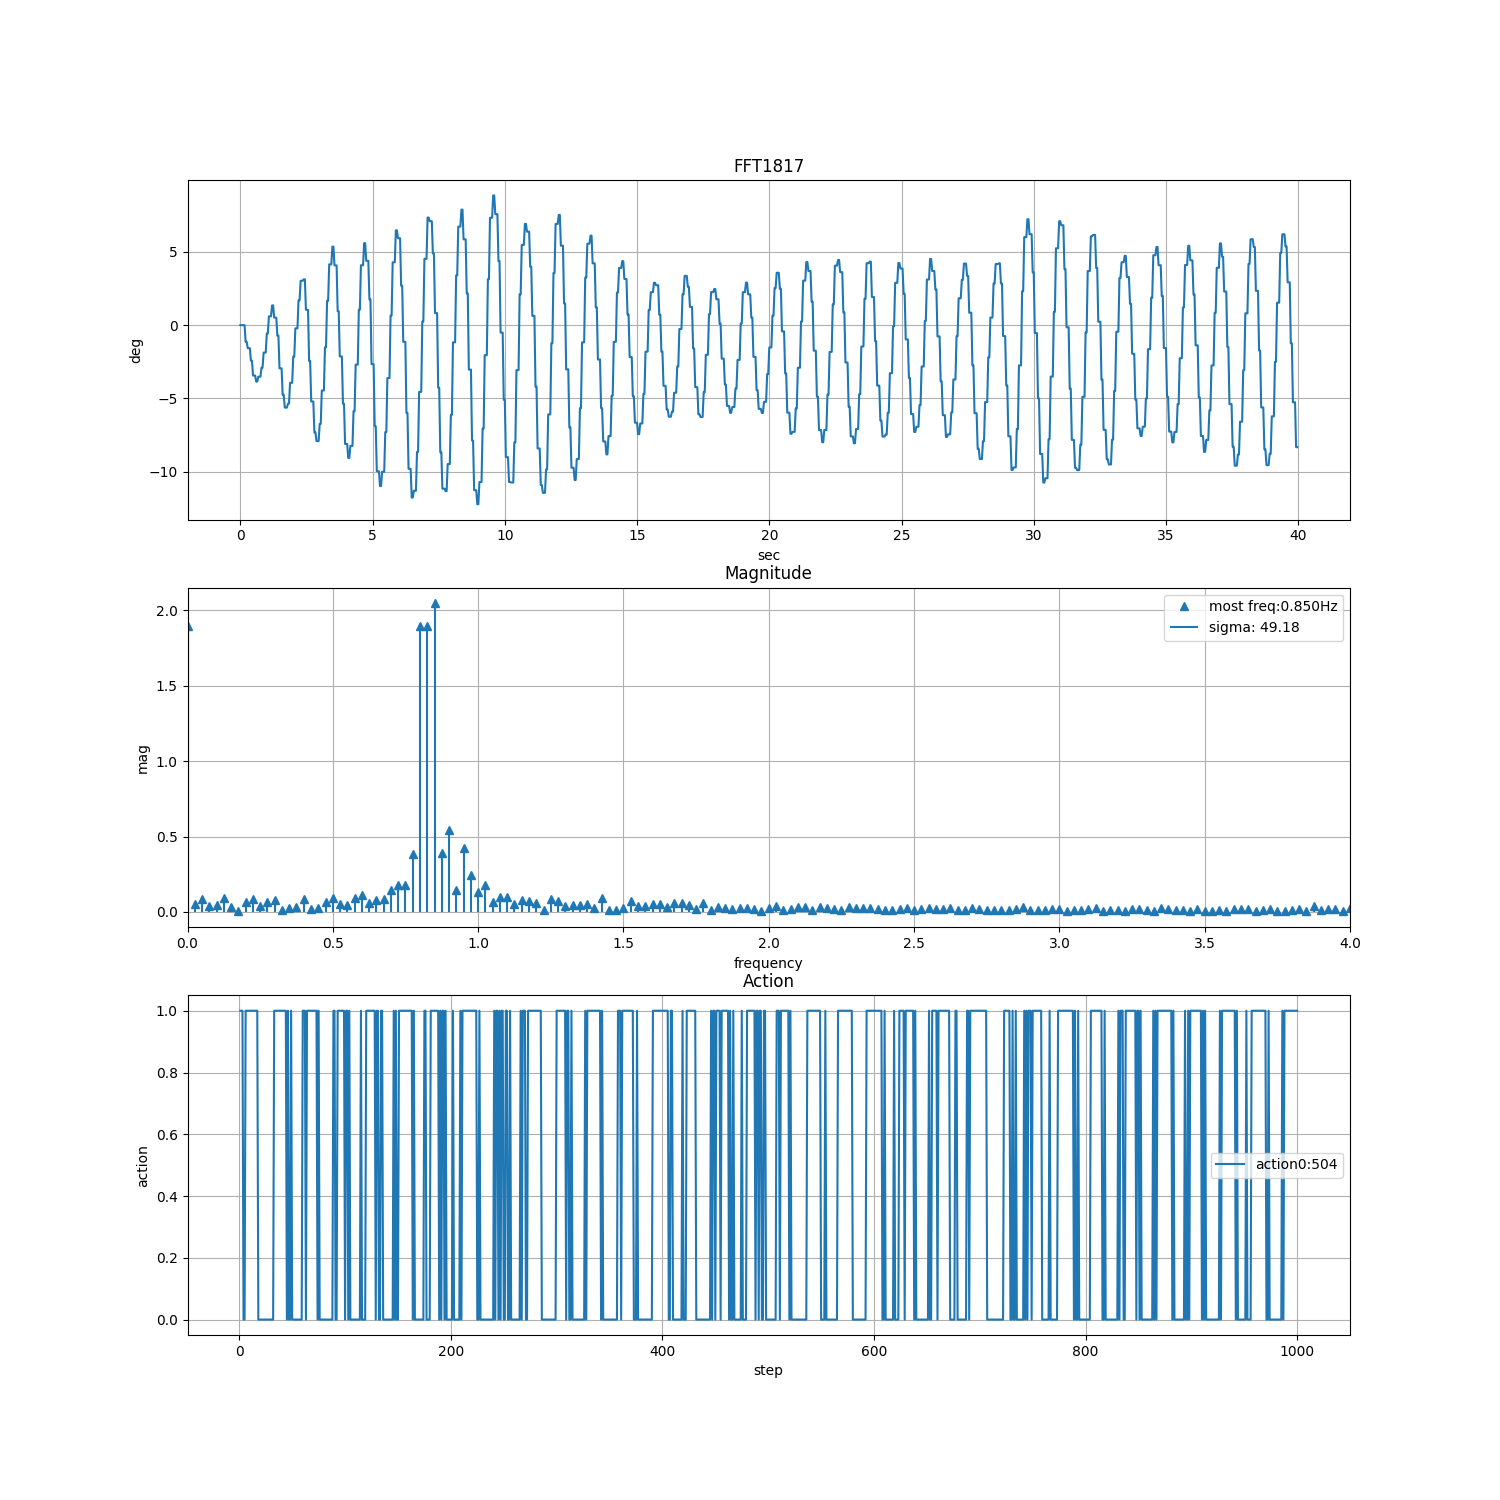 FFT1817
5
0
−5
−10
deg
0 5 10 15 20 25 30 35 40
sec
Magnitude
2.0
1.5
1.0
0.5
0.0
mag
most freq:0.850Hz
sigma: 49.18
0.0 0.5 1.0 1.5 2.0 2.5 3.0 3.5 4.0
frequency
Action
1.0
0.8
0.6
0.4
0.2
0.0
action
action0:504
0 200 400 600 800 1000
step